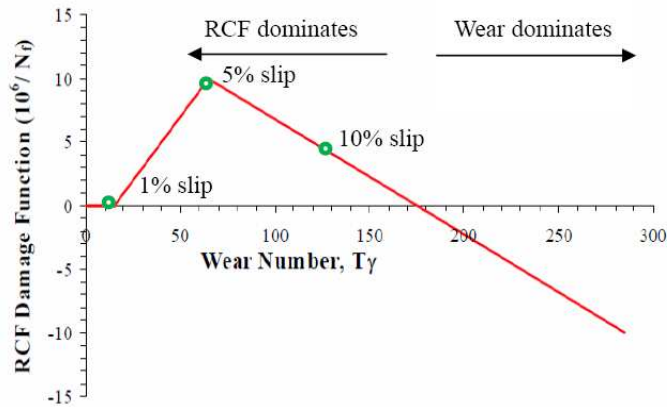 15
RCF dominates
Wear dominates
10
5% slip
5
10% slip
1% slip
0
0 50 100 150 200 250 300
Wear Number, Tγ
-5
-10
-15
RCF Damage Function (10⁶/ Nf)